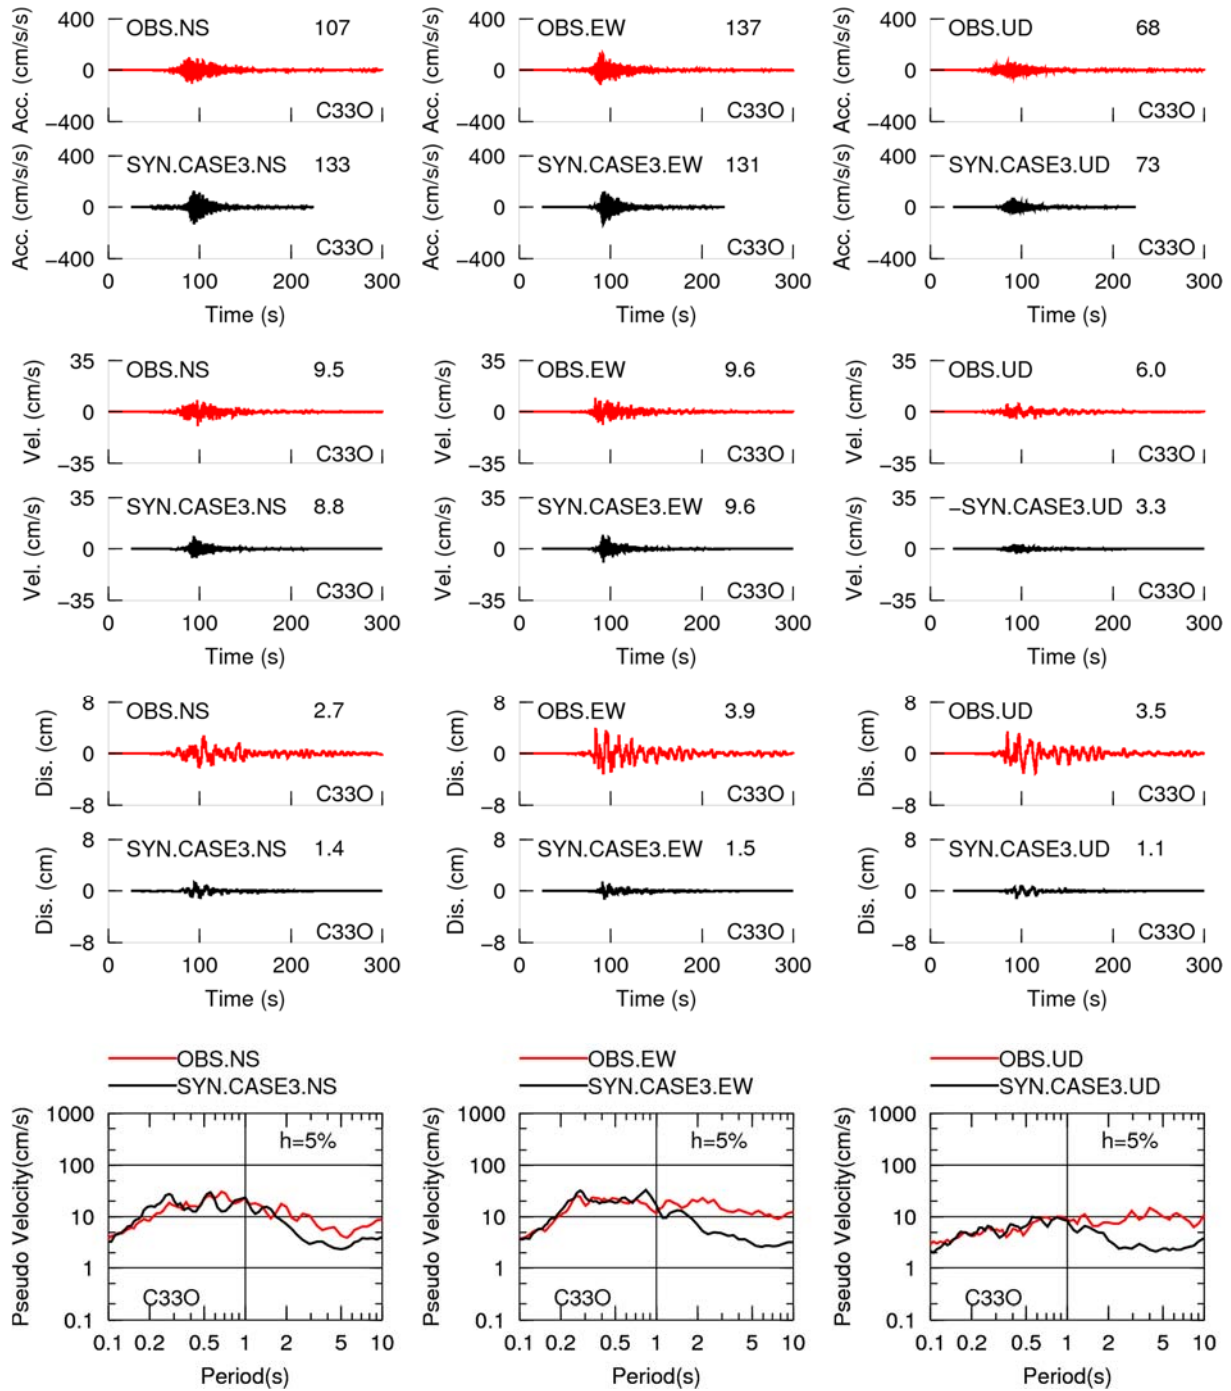 400 OBS.NS 107
0
−400 C33O
Acc. (cm/s/s)
400 OBS.EW 137
0
−400 C33O
Acc. (cm/s/s)
400 OBS.UD 68
0
−400 C33O
Acc. (cm/s/s)
400 SYN.CASE3.NS 133
0
−400 C33O
Acc. (cm/s/s)
0 100 200 300
Time (s)
400 SYN.CASE3.EW 131
0
−400 C33O
Acc. (cm/s/s)
0 100 200 300
Time (s)
400 SYN.CASE3.UD 73
0
−400 C33O
Acc. (cm/s/s)
0 100 200 300
Time (s)
35 OBS.NS 9.5
0
−35 C33O
Vel. (cm/s)
35 OBS.EW 9.6
0
−35 C33O
Vel. (cm/s)
35 OBS.UD 6.0
0
−35 C33O
Vel. (cm/s)
35 SYN.CASE3.NS 8.8
0
−35 C33O
Vel. (cm/s)
0 100 200 300
Time (s)
35 SYN.CASE3.EW 9.6
0
−35 C33O
Vel. (cm/s)
0 100 200 300
Time (s)
35 −SYN.CASE3.UD 3.3
0
−35 C33O
Vel. (cm/s)
0 100 200 300
Time (s)
8 OBS.NS 2.7
0
−8 C33O
Dis. (cm)
8 OBS.EW 3.9
0
−8 C33O
Dis. (cm)
8 OBS.UD 3.5
0
−8 C33O
Dis. (cm)
8 SYN.CASE3.NS 1.4
0
−8 C33O
Dis. (cm)
0 100 200 300
Time (s)
8 SYN.CASE3.EW 1.5
0
−8 C33O
Dis. (cm)
0 100 200 300
Time (s)
8 SYN.CASE3.UD 1.1
0
−8 C33O
Dis. (cm)
0 100 200 300
Time (s)
OBS.NS
SYN.CASE3.NS
1000
h=5%
100
10
1
C33O
0.1
Pseudo Velocity(cm/s)
0.1 0.2 0.5 1 2 5 10
Period(s)
OBS.EW
SYN.CASE3.EW
1000
h=5%
100
10
1
C33O
0.1
Pseudo Velocity(cm/s)
0.1 0.2 0.5 1 2 5 10
Period(s)
OBS.UD
SYN.CASE3.UD
1000
h=5%
100
10
1
C33O
0.1
Pseudo Velocity(cm/s)
0.1 0.2 0.5 1 2 5 10
Period(s)